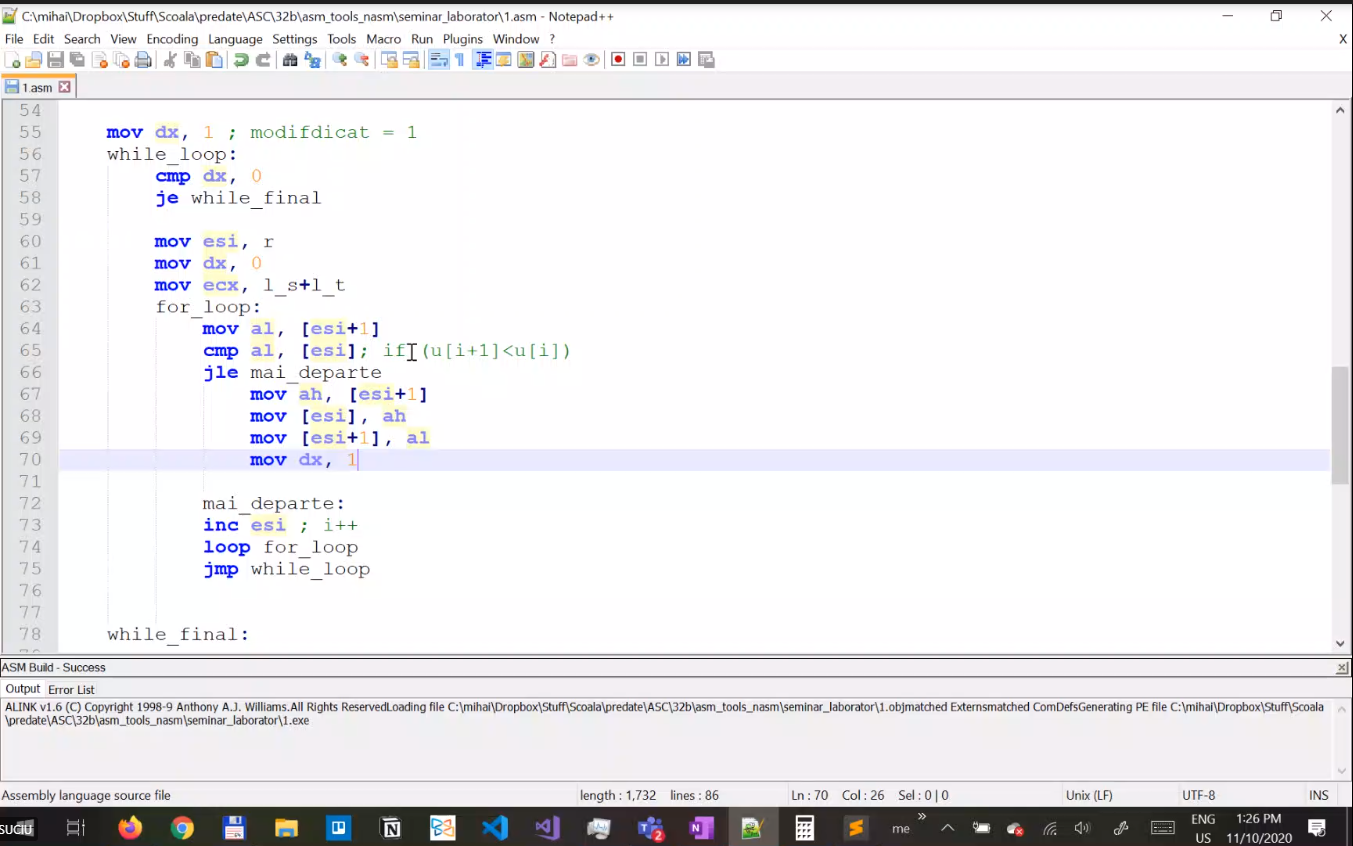 C:\mihai\Dropbox\Stuff\Scoala\predate\ASC\32b\asm_tools_nasm\seminar_laborator\1.asm - Notepad++
File Edit Search View Encoding Language Settings Tools Macro Run Plugins Window ? X
1.asm
54
55 mov dx, 1 ; modifdicat = 1
56 while_loop:
57 cmp dx, 0
58 je while_final
59
60 mov esi, r
61 mov dx, 0
62 mov ecx, l_s+l_t
63 for_loop:
64 mov al, [esi+1]
65 cmp al, [esi]; if (u[i+1]<u[i])
66 jle mai_departe
67 mov ah, [esi+1]
68 mov [esi], ah
69 mov [esi+1], al
70 mov dx, 1
71
72 mai_departe:
73 inc esi ; i++
74 loop for_loop
75 jmp while_loop
76
77
78 while_final:
ASM Build - Success
Output Error List
ALINK v1.6 (C) Copyright 1998-9 Anthony A.J. Williams.All Rights ReservedLoading file C:\mihai\Dropbox\Stuff\Scoala\predate\ASC\32b\asm_tools_nasm\seminar_laborator\1.objmatched Externsmatched ComDefsGenerating PE file C:\mihai\Dropbox\Stuff\Scoala
\predate\ASC\32b\asm_tools_nasm\seminar_laborator\1.exe
Assembly language source file length : 1,732 lines : 86 Ln : 70 Col : 26 Sel : 0 | 0 Unix (LF) UTF-8 INS
SUCIU me ENG 1:26 PM
US 11/10/2020